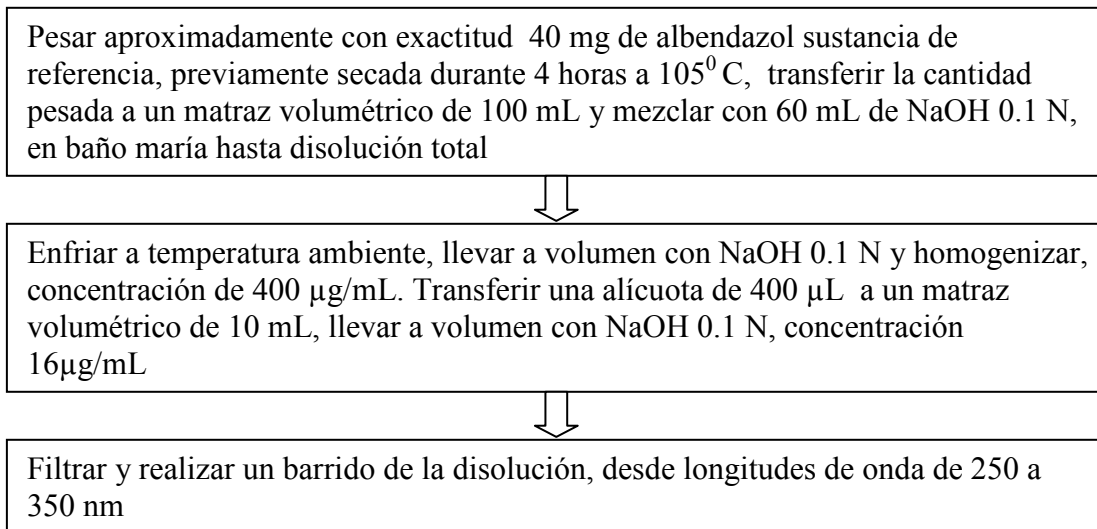 Pesar aproximadamente con exactitud  40 mg de albendazol sustancia de
referencia, previamente secada durante 4 horas a 105⁰ C,  transferir la cantidad
pesada a un matraz volumétrico de 100 mL y mezclar con 60 mL de NaOH 0.1 N,
en baño maría hasta disolución total
Enfriar a temperatura ambiente, llevar a volumen con NaOH 0.1 N y homogenizar,
concentración de 400 µg/mL. Transferir una alícuota de 400 µL  a un matraz
volumétrico de 10 mL, llevar a volumen con NaOH 0.1 N, concentración
16µg/mL
Filtrar y realizar un barrido de la disolución, desde longitudes de onda de 250 a
350 nm